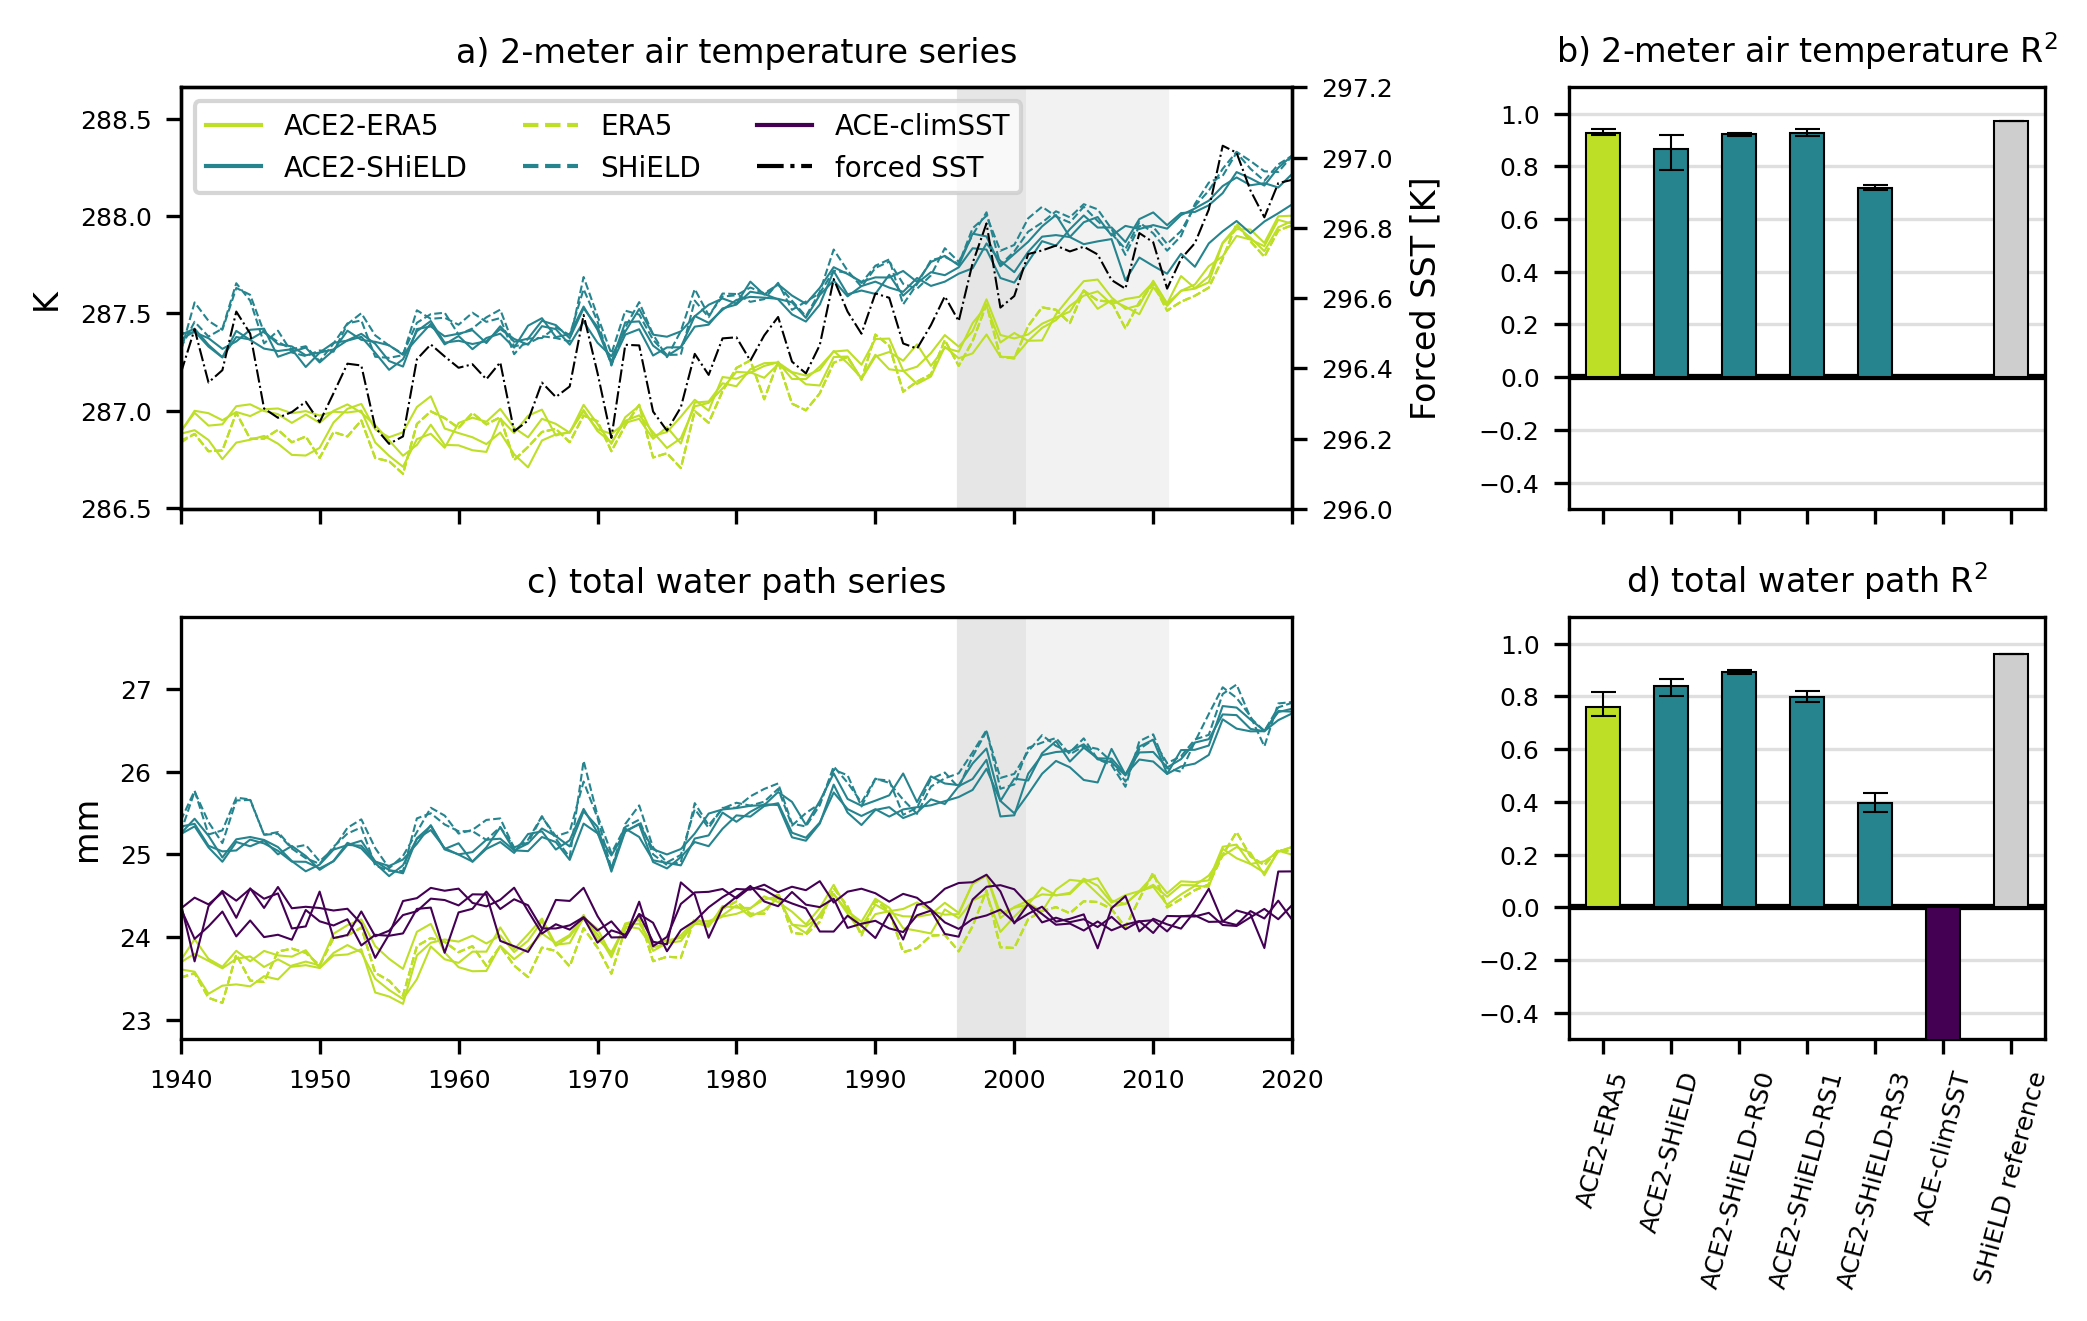 a) 2-meter air temperature series
b) 2-meter air temperature R²
288.5
288.0
287.5
287.0
286.5
K
ACE2-ERA5
ERA5
ACE-climSST
ACE2-SHiELD
SHiELD
forced SST
297.2
297.0
296.8
296.6
296.4
296.2
296.0
Forced SST [K]
1.0
0.8
0.6
0.4
0.2
0.0
−0.2
−0.4
c) total water path series
d) total water path R²
27
26
25
24
23
mm
1940
1950
1960
1970
1980
1990
2000
2010
2020
1.0
0.8
0.6
0.4
0.2
0.0
−0.2
−0.4
ACE2-ERA5
ACE2-SHiELD
ACE2-SHiELD-RS0
ACE2-SHiELD-RS1
ACE2-SHiELD-RS3
ACE-climSST
SHiELD reference